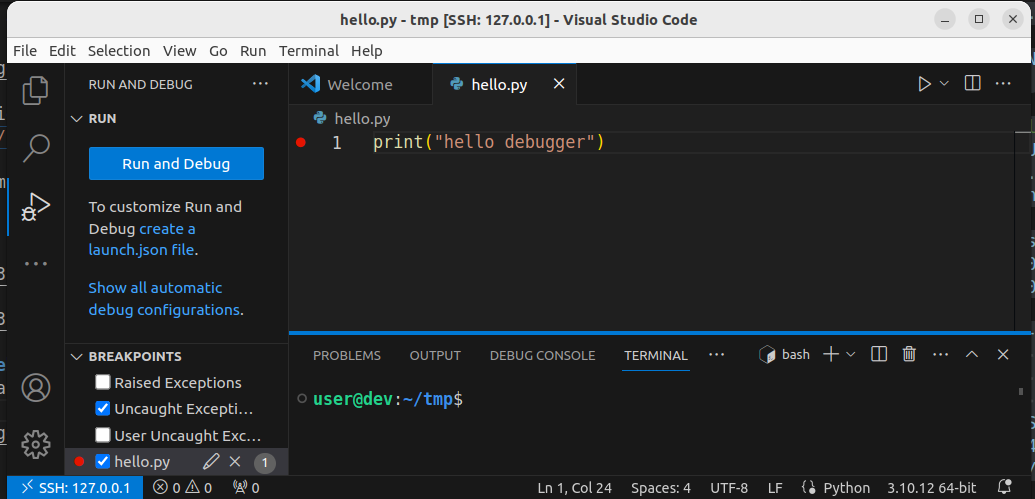 hello.py - tmp [SSH: 127.0.0.1] - Visual Studio Code
File Edit Selection View Go Run Terminal Help
RUN AND DEBUG
RUN
Run and Debug
To customize Run and
Debug create a
launch.json file.
Show all automatic
debug configurations.
BREAKPOINTS
Raised Exceptions
Uncaught Excepti...
User Uncaught Exc...
hello.py 1
Welcome hello.py
hello.py
1 print("hello debugger")
PROBLEMS OUTPUT DEBUG CONSOLE TERMINAL bash
user@dev:~/tmp$
SSH: 127.0.0.1 0 0 0 Ln 1, Col 24 Spaces: 4 UTF-8 LF Python 3.10.12 64-bit